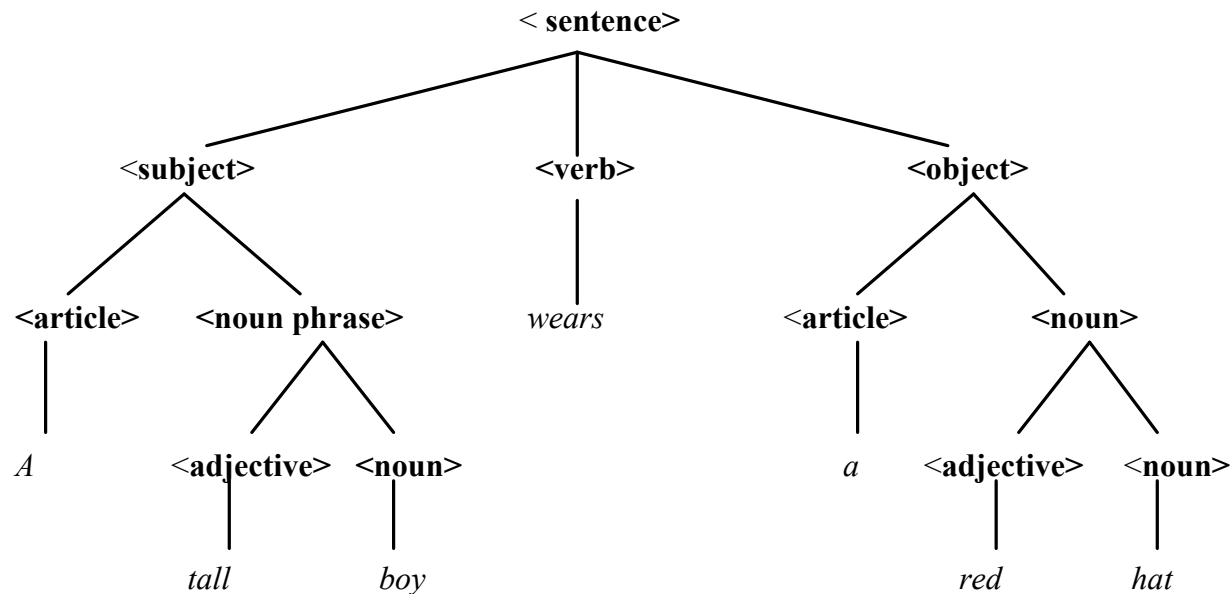 < sentence>
<subject> <verb> <object>
<article> <noun phrase> wears <article> <noun>
A <adjective> <noun> a <adjective> <noun>
tall boy red hat